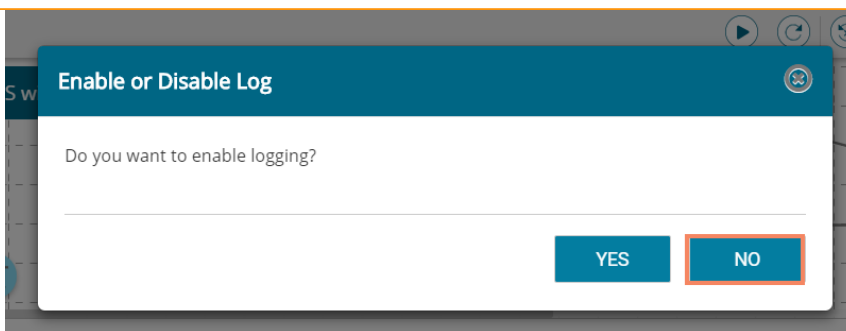 S w
Enable or Disable Log
Do you want to enable logging?
YES
NO